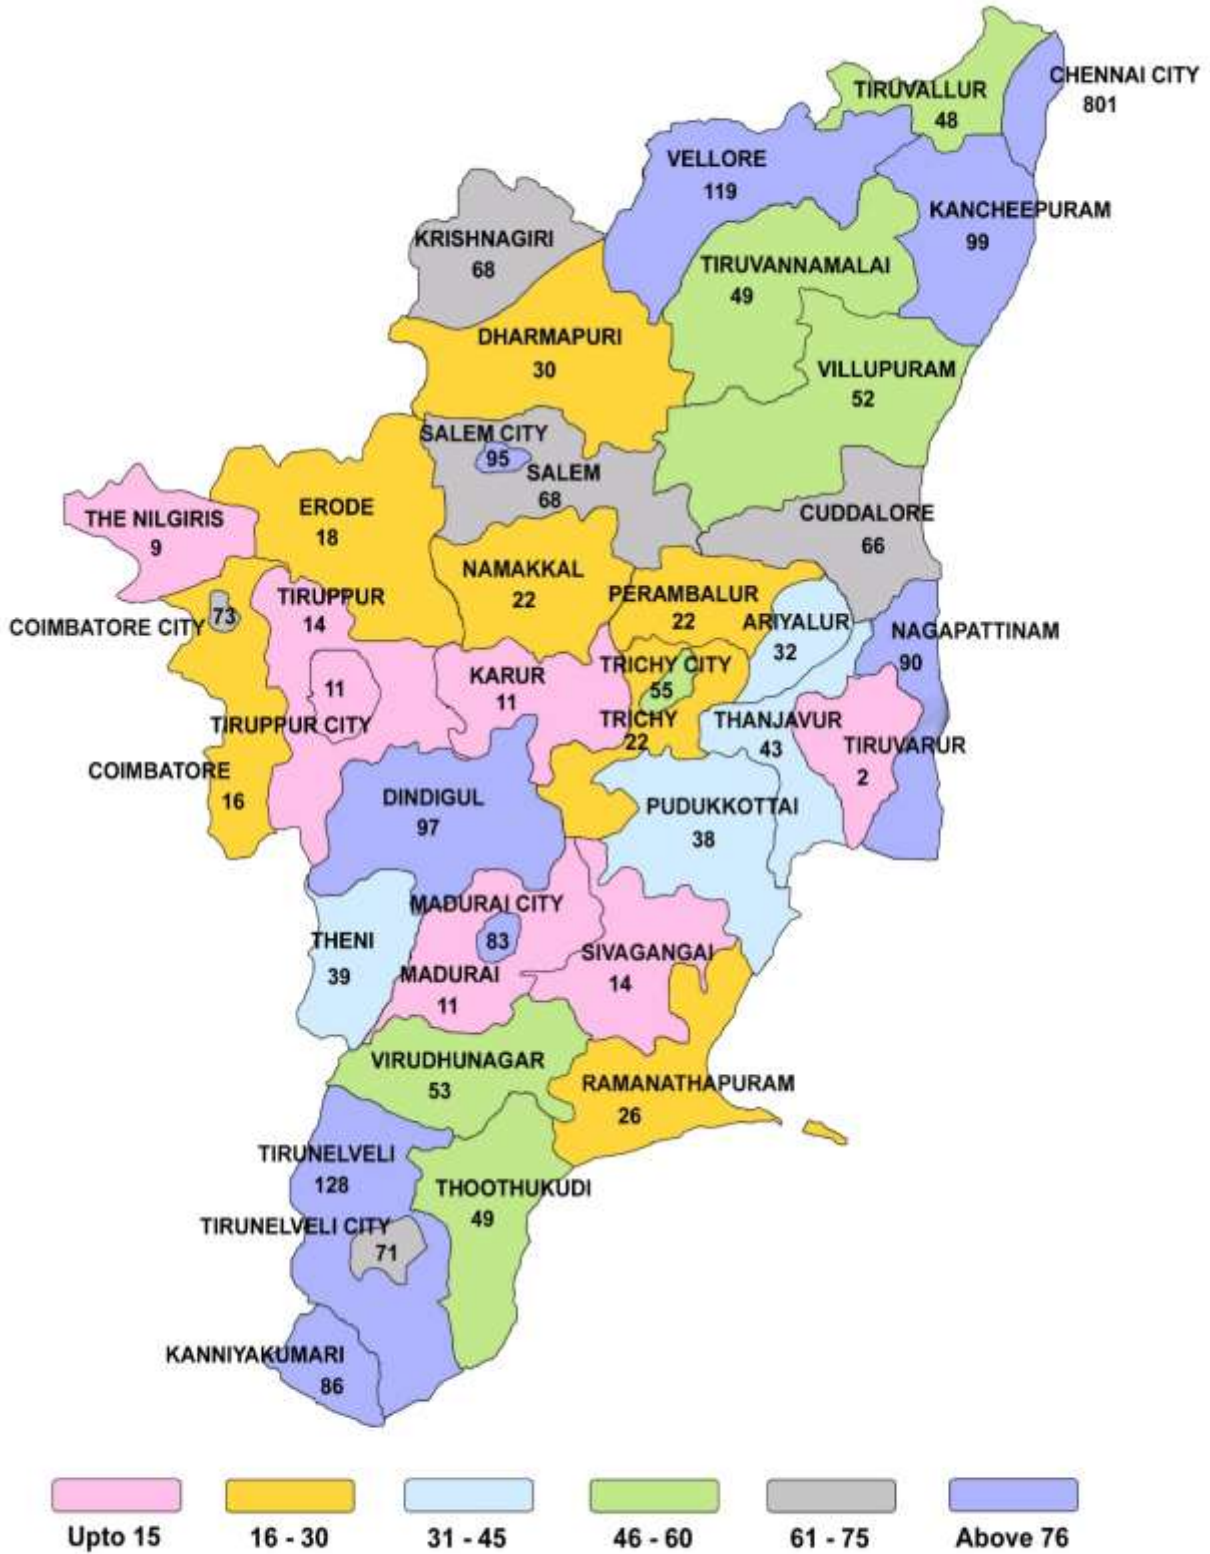 CHENNAI CITY
801
TIRUVALLUR
48
VELLORE
119
KANCHEEPURAM
99
KRISHNAGIRI
68
TIRUVANNAMALAI
49
DHARMAPURI
30
VILLUPURAM
52
SALEM CITY
95
SALEM
68
ERODE
18
THE NILGIRIS
9
CUDDALORE
66
NAMAKKAL
22
PERAMBALUR
22
TIRUPPUR
14
COIMBATORE CITY
73
ARIYALUR
32
NAGAPATTINAM
90
TRICHY CITY
55
KARUR
11
11
TIRUPPUR CITY
TRICHY
22
THANJAVUR
43
TIRUVARUR
2
COIMBATORE
16
DINDIGUL
97
PUDUKKOTTAI
38
MADURAI CITY
83
THENI
39
SIVAGANGAI
14
MADURAI
11
VIRUDHUNAGAR
53
RAMANATHAPURAM
26
TIRUNELVELI
128
THOOTHUKUDI
49
TIRUNELVELI CITY
71
KANNIYAKUMARI
86
Upto 15
16 - 30
31 - 45
46 - 60
61 - 75
Above 76